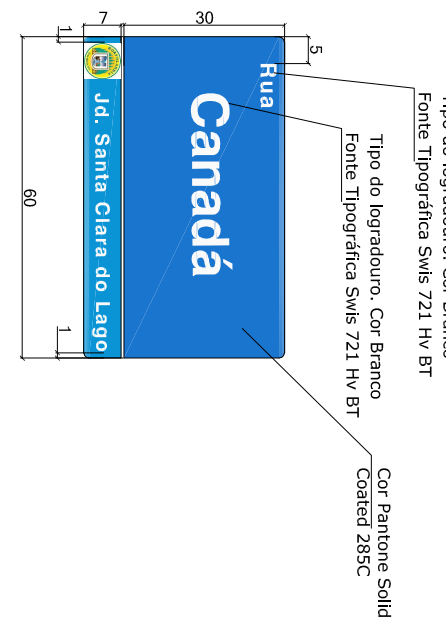 Fonte Tipográfica Swis 721 Hv BT
Tipo do logradouro. Cor Branco
Fonte Tipográfica Swis 721 Hv BT
Cor Pantone Solid
Coated 285C
5
30
7
1
60
1
Rua
Canadá
Jd. Santa Clara do Lago